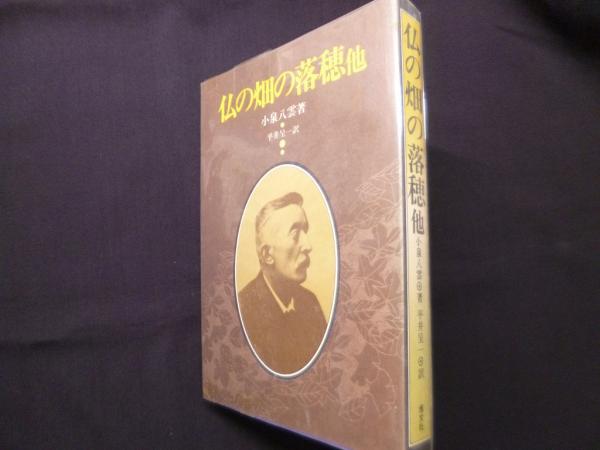 仏の畑の落穂他
小泉八雲著
平井呈一訳
仏の畑の落穂他
小泉八雲著 平井呈一訳
恒文社